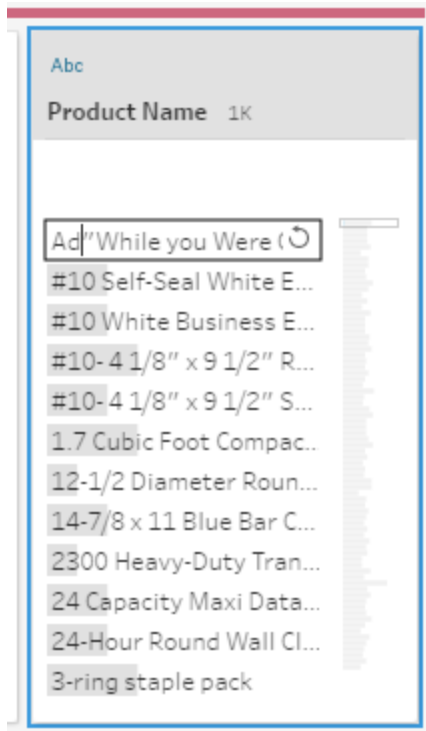 Abc
Product Name 1K
Ad"While you Were (
#10 Self-Seal White E...
#10 White Business E...
#10- 4 1/8" x 9 1/2" R...
#10- 4 1/8" x 9 1/2" S...
1.7 Cubic Foot Compac...
12-1/2 Diameter Roun...
14-7/8 x 11 Blue Bar C...
2300 Heavy-Duty Tran...
24 Capacity Maxi Data...
24-Hour Round Wall Cl...
3-ring staple pack